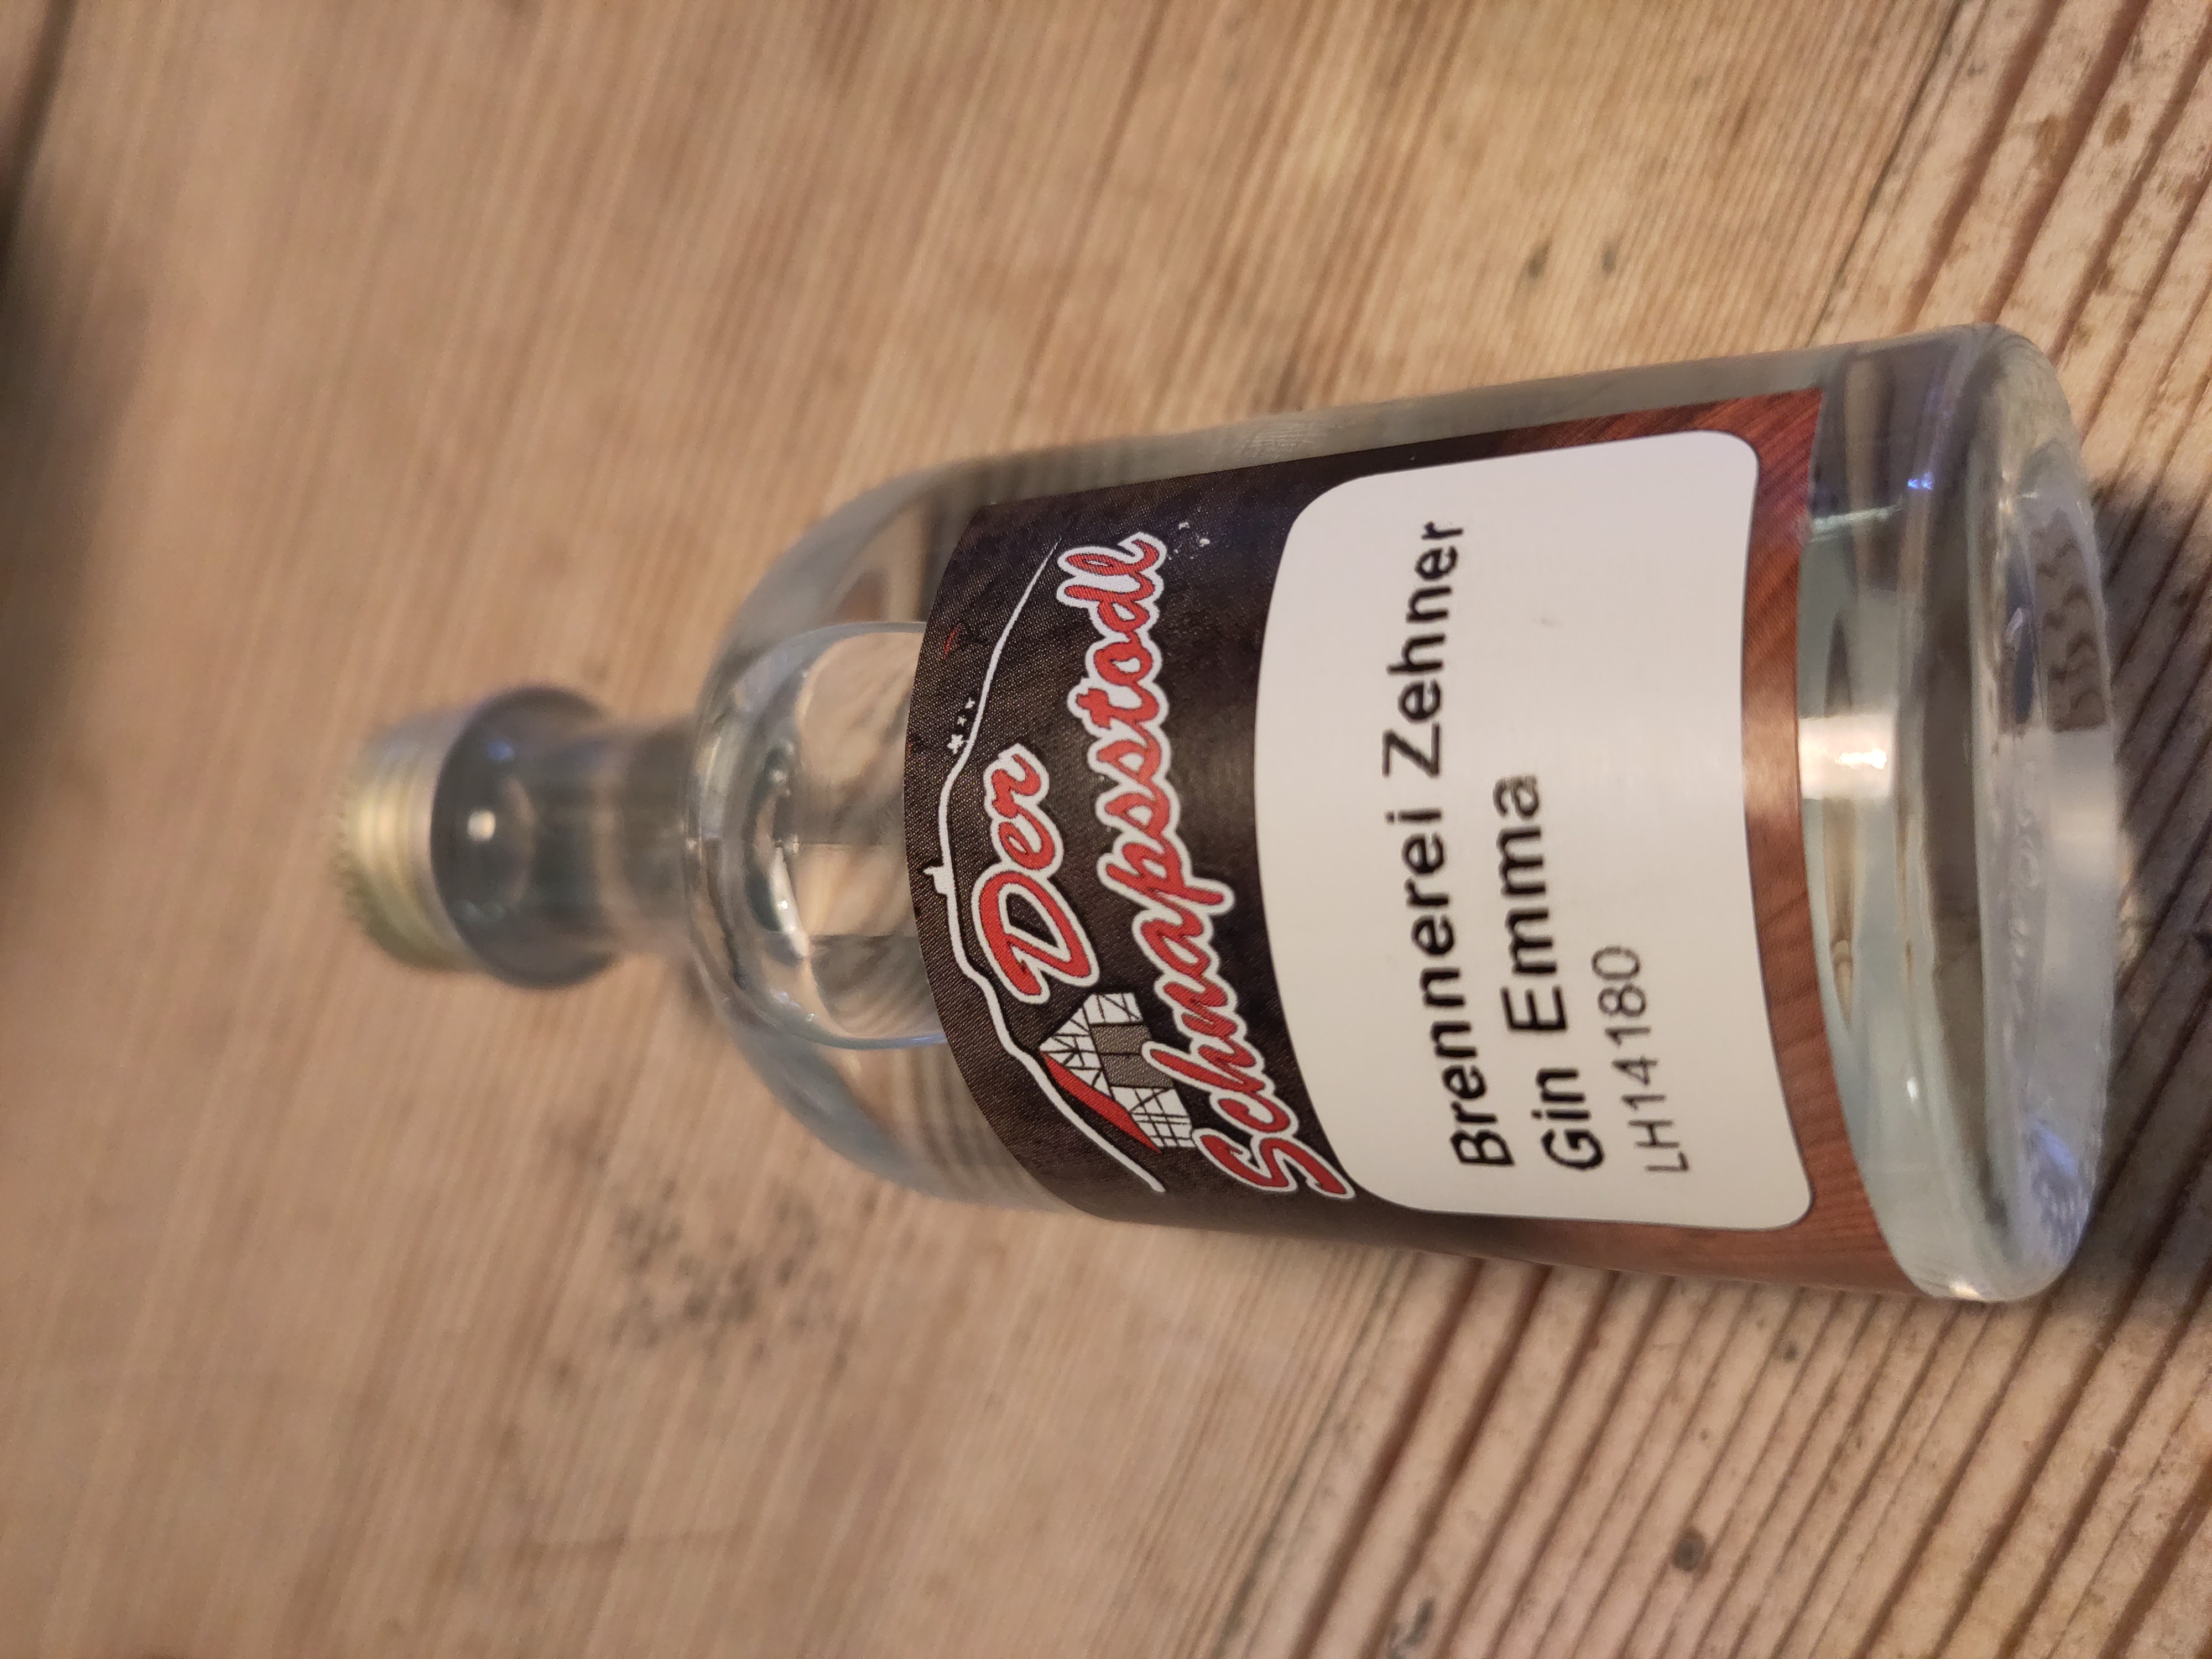 Der
Schnapsstodl
Brennerei Zehner
Gin Emma
LH14180